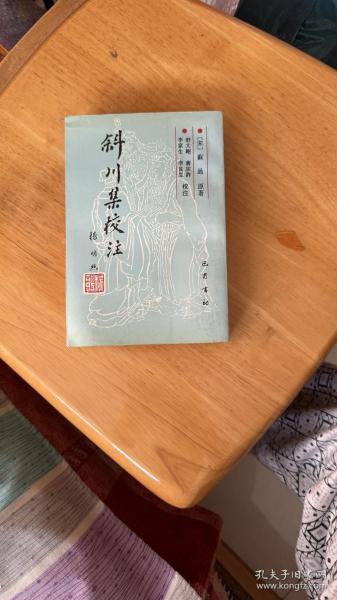 [宋] 苏过 原著
舒大刚 蒋宗许
李家生 李良生 校注
斜川集校注
巴蜀书社
孔夫子旧书网
www.kongfz.com